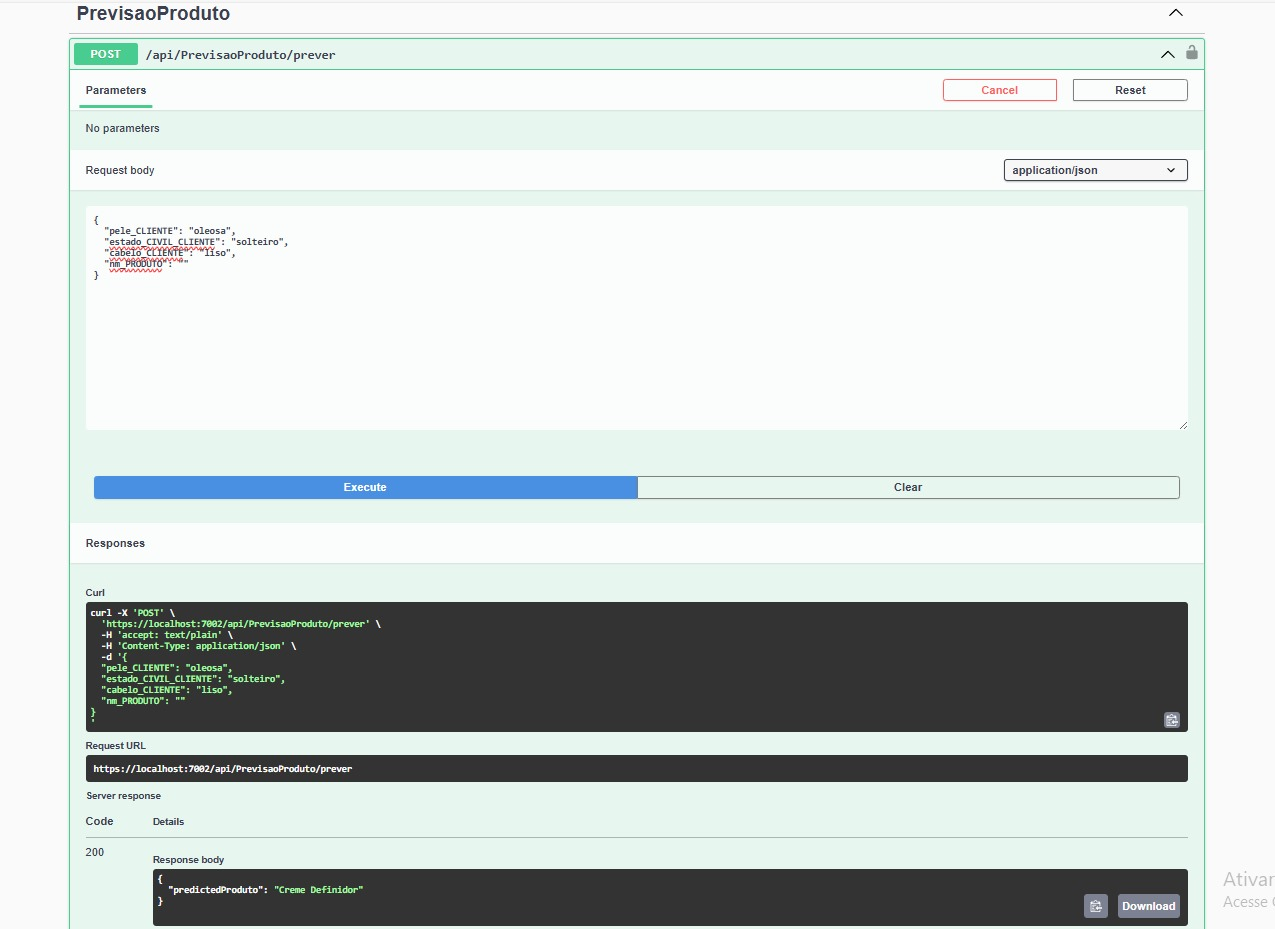 PrevisaoProduto
POST /api/PrevisaoProduto/prever
Parameters
Cancel
Reset
No parameters
Request body
application/json
{
  "pele_CLIENTE": "oleosa",
  "estado_CIVIL_CLIENTE": "solteiro",
  "cabelo_CLIENTE": "liso",
  "nm_PRODUTO": ""
}
Execute
Clear
Responses
Curl
curl -X 'POST' \
  'https://localhost:7002/api/PrevisaoProduto/prever' \
  -H 'accept: text/plain' \
  -H 'Content-Type: application/json' \
  -d '{
  "pele_CLIENTE": "oleosa",
  "estado_CIVIL_CLIENTE": "solteiro",
  "cabelo_CLIENTE": "liso",
  "nm_PRODUTO": ""
}
'
Request URL
https://localhost:7002/api/PrevisaoProduto/prever
Server response
Code Details
200
Response body
{
  "predictedProduto": "Creme Definidor"
}
Download
Ativar
Acesse